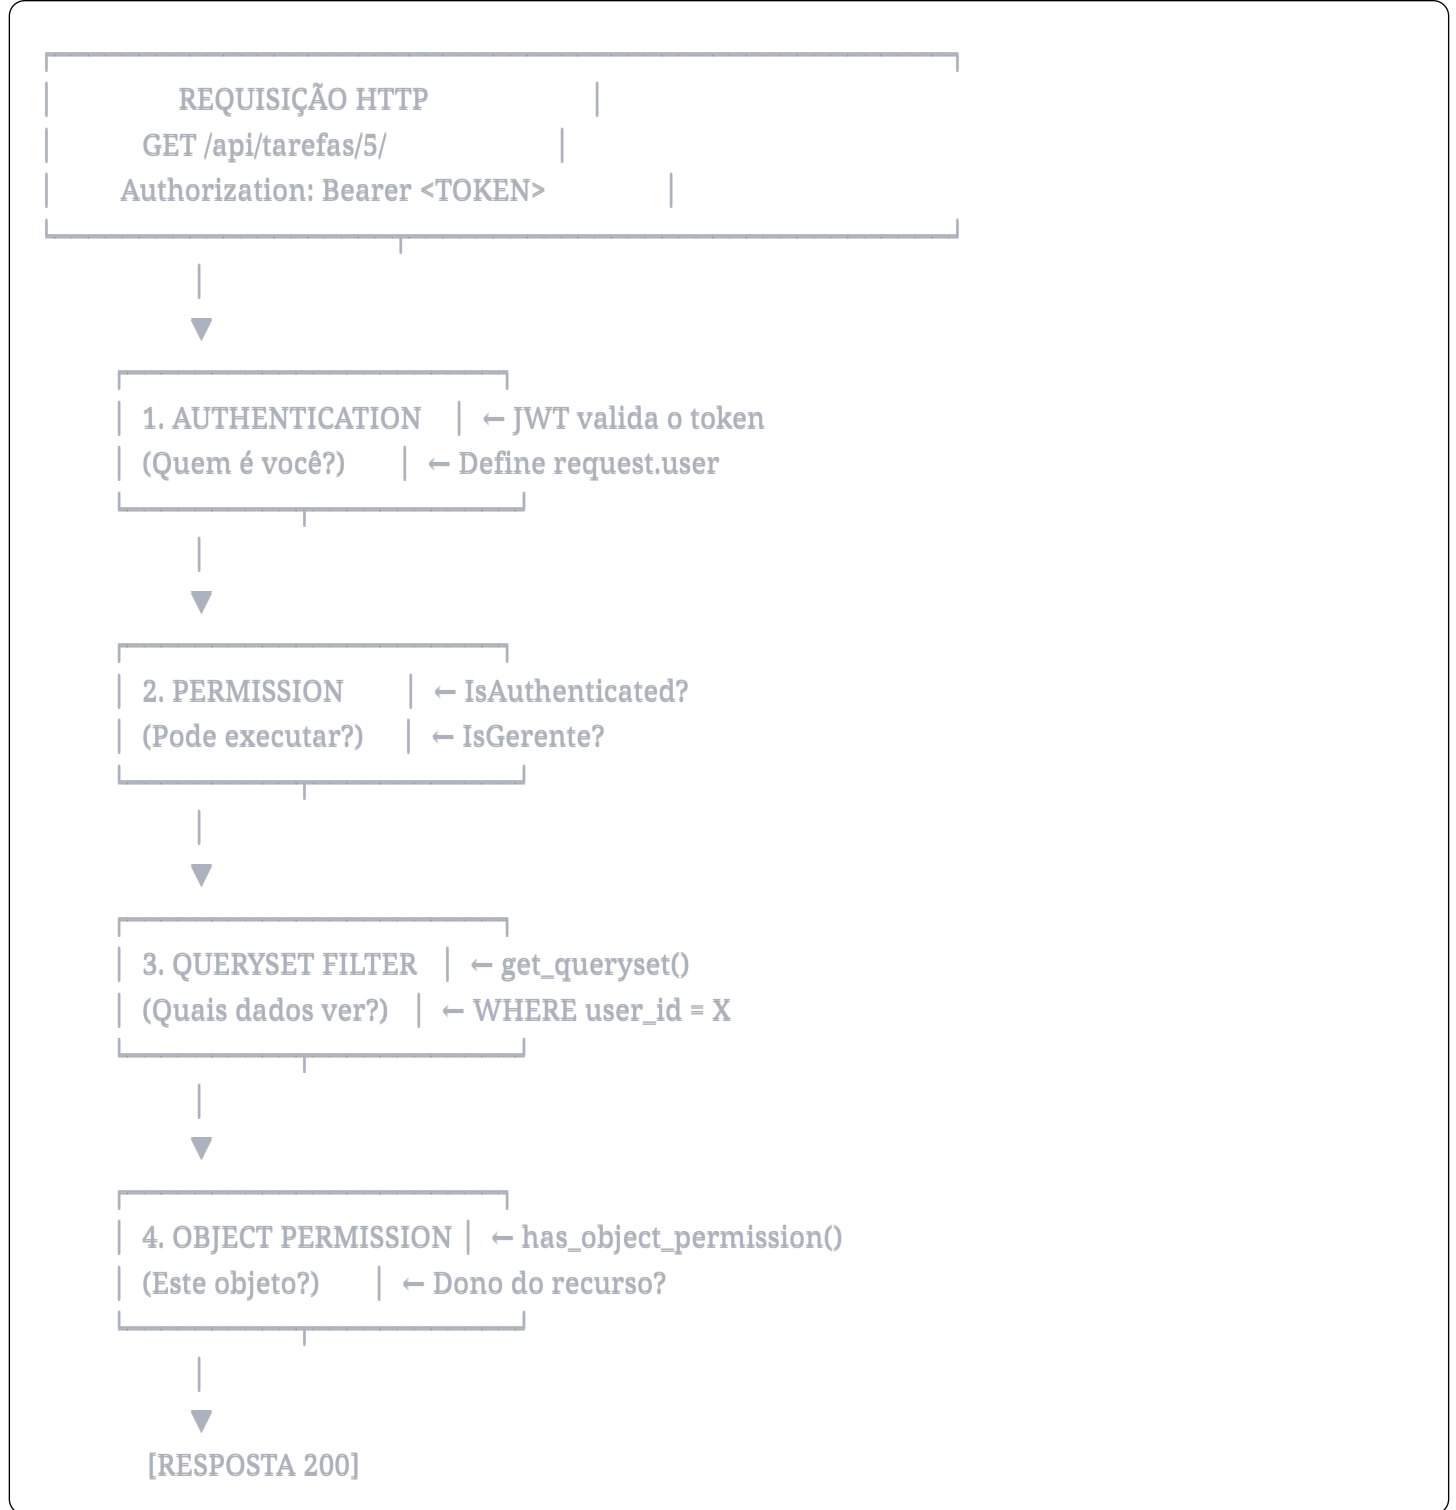 REQUISIÇÃO HTTP
GET /api/tarefas/5/
Authorization: Bearer <TOKEN>
1. AUTHENTICATION ← JWT valida o token
(Quem é você?) ← Define request.user
2. PERMISSION ← IsAuthenticated?
(Pode executar?) ← IsGerente?
3. QUERYSET FILTER ← get_queryset()
(Quais dados ver?) ← WHERE user_id = X
4. OBJECT PERMISSION ← has_object_permission()
(Este objeto?) ← Dono do recurso?
[RESPOSTA 200]